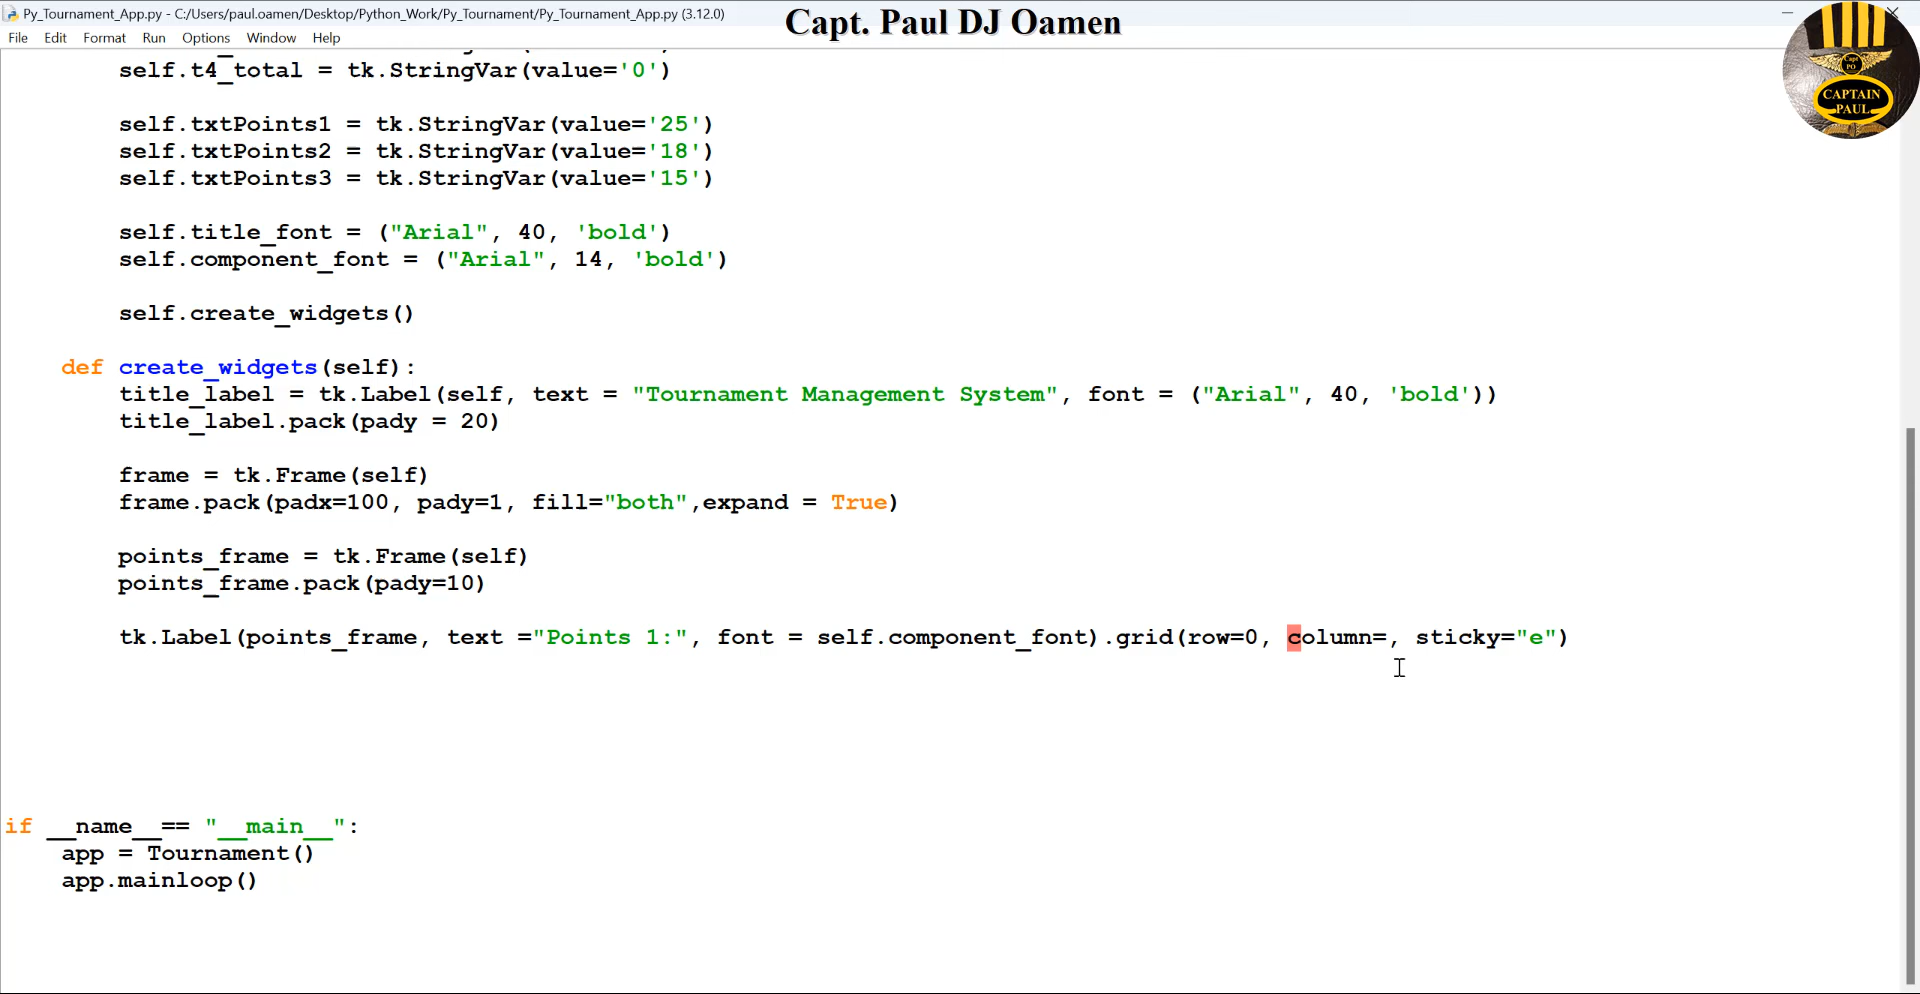 Py_Tournament_App.py - C:/Users/paul.oamen/Desktop/Python_Work/Py_Tournament/Py_Tournament_App.py (3.12.0)
Capt. Paul DJ Oamen
File Edit Format Run Options Window Help
Capt
PO
CAPTAIN
PAUL
self.t4_total = tk.StringVar(value='0')
self.txtPoints1 = tk.StringVar(value='25')
self.txtPoints2 = tk.StringVar(value='18')
self.txtPoints3 = tk.StringVar(value='15')
self.title_font = ("Arial", 40, 'bold')
self.component_font = ("Arial", 14, 'bold')
self.create_widgets()
def create_widgets(self):
title_label = tk.Label(self, text = "Tournament Management System", font = ("Arial", 40, 'bold'))
title_label.pack(pady = 20)
frame = tk.Frame(self)
frame.pack(padx=100, pady=1, fill="both",expand = True)
points_frame = tk.Frame(self)
points_frame.pack(pady=10)
tk.Label(points_frame, text ="Points 1:", font = self.component_font).grid(row=0, column=, sticky="e")
if __name__== "__main__":
app = Tournament()
app.mainloop()